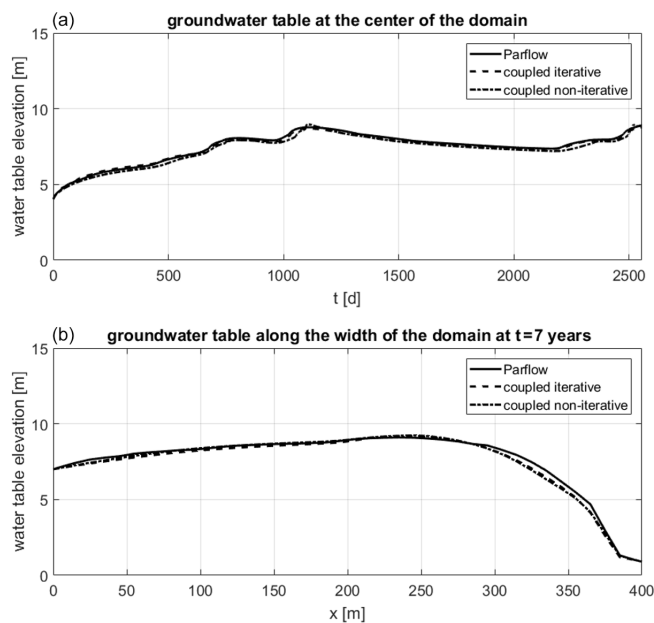 (a) groundwater table at the center of the domain
15
10
5
0
water table elevation [m]
Parflow
coupled iterative
coupled non-iterative
0 500 1000 1500 2000 2500
t [d]
(b) groundwater table along the width of the domain at t=7 years
15
10
5
0
water table elevation [m]
Parflow
coupled iterative
coupled non-iterative
0 50 100 150 200 250 300 350 400
x [m]